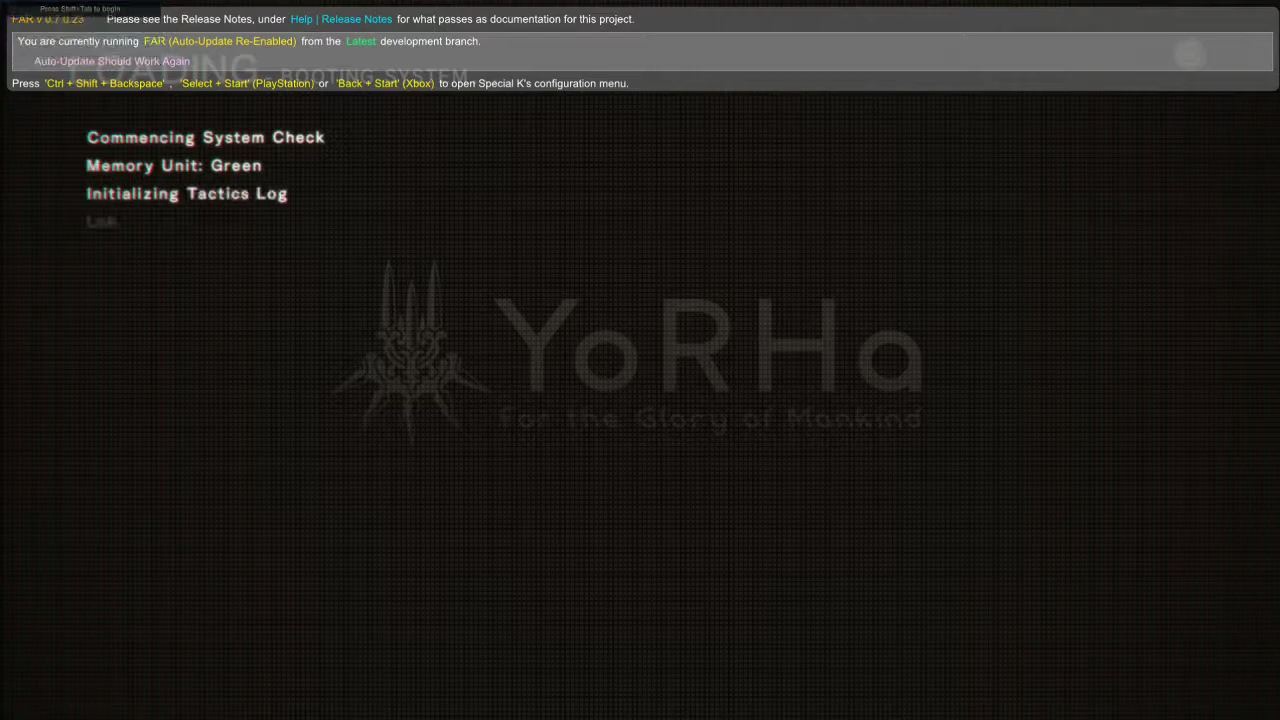 Press Shift+Tab to begin
FAR v 0.7.0.23 Please see the Release Notes, under Help | Release Notes for what passes as documentation for this project.
You are currently running FAR (Auto-Update Re-Enabled) from the Latest development branch.
Auto-Update Should Work Again
LOADING - BOOTING SYSTEM
Press 'Ctrl + Shift + Backspace' , 'Select + Start' (PlayStation) or 'Back + Start' (Xbox) to open Special K's configuration menu.
Commencing System Check
Memory Unit: Green
Initializing Tactics Log
YoRHa
For the Glory of Mankind